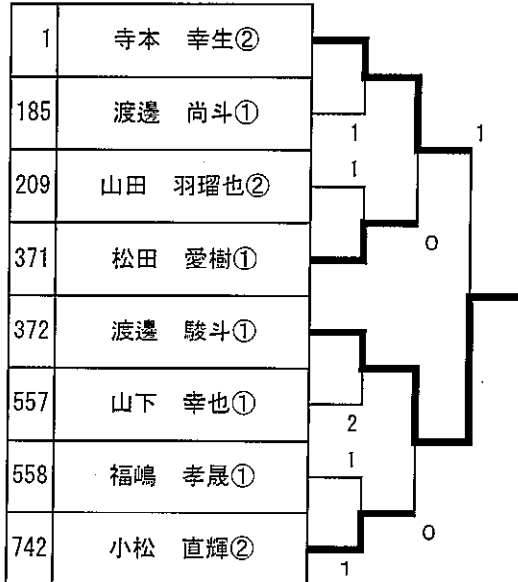 1 寺本 幸生②
185 渡邊 尚斗①
1
1
209 山田 羽瑠也②
1
0
371 松田 愛樹①
372 渡邊 駿斗①
557 山下 幸也①
2
1
558 福嶋 孝晟①
0
742 小松 直輝②
1